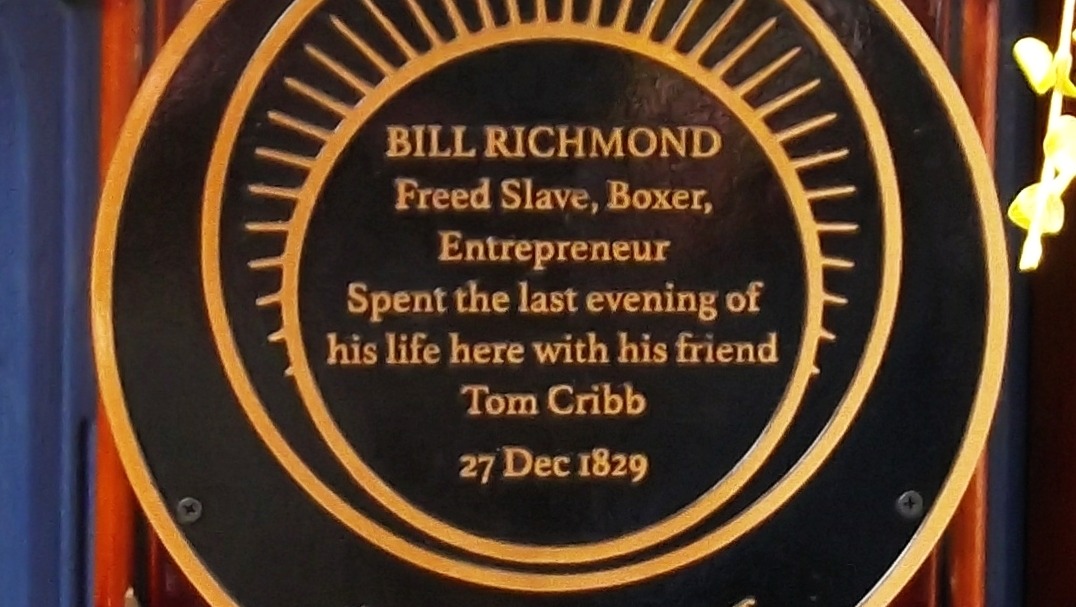 BILL RICHMOND
Freed Slave, Boxer,
Entrepreneur
Spent the last evening of
his life here with his friend
Tom Cribb
27 Dec 1829